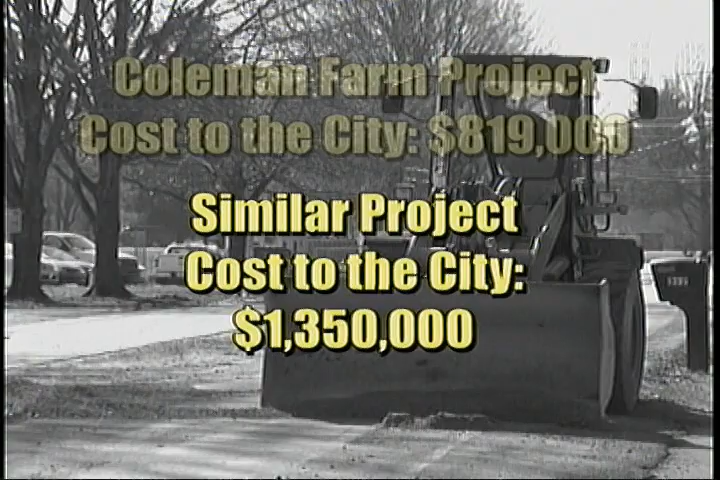 Coleman Farm Project
Cost to the City: $819,000
Similar Project
Cost to the City:
$1,350,000